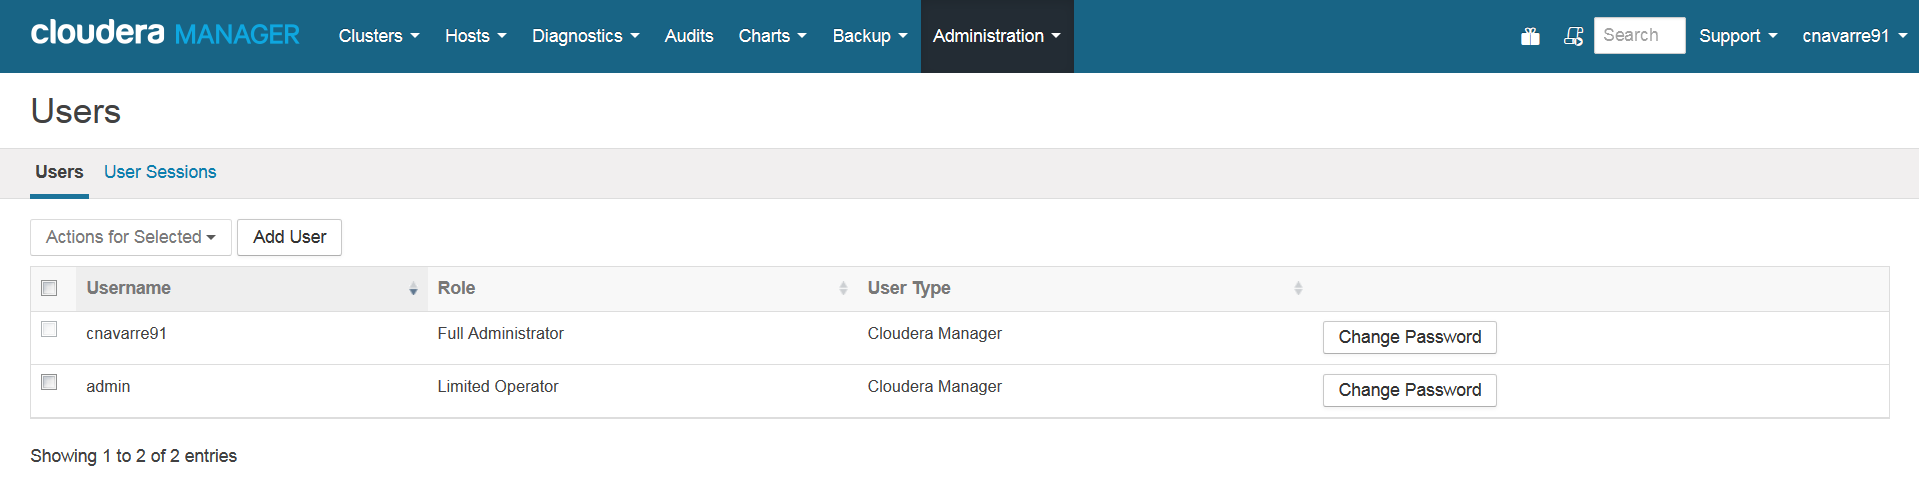 cloudera MANAGER Clusters Hosts Diagnostics Audits Charts Backup Administration Search Support cnavarre91
Users
Users User Sessions
Actions for Selected Add User
Username Role User Type
cnavarre91 Full Administrator Cloudera Manager Change Password
admin Limited Operator Cloudera Manager Change Password
Showing 1 to 2 of 2 entries